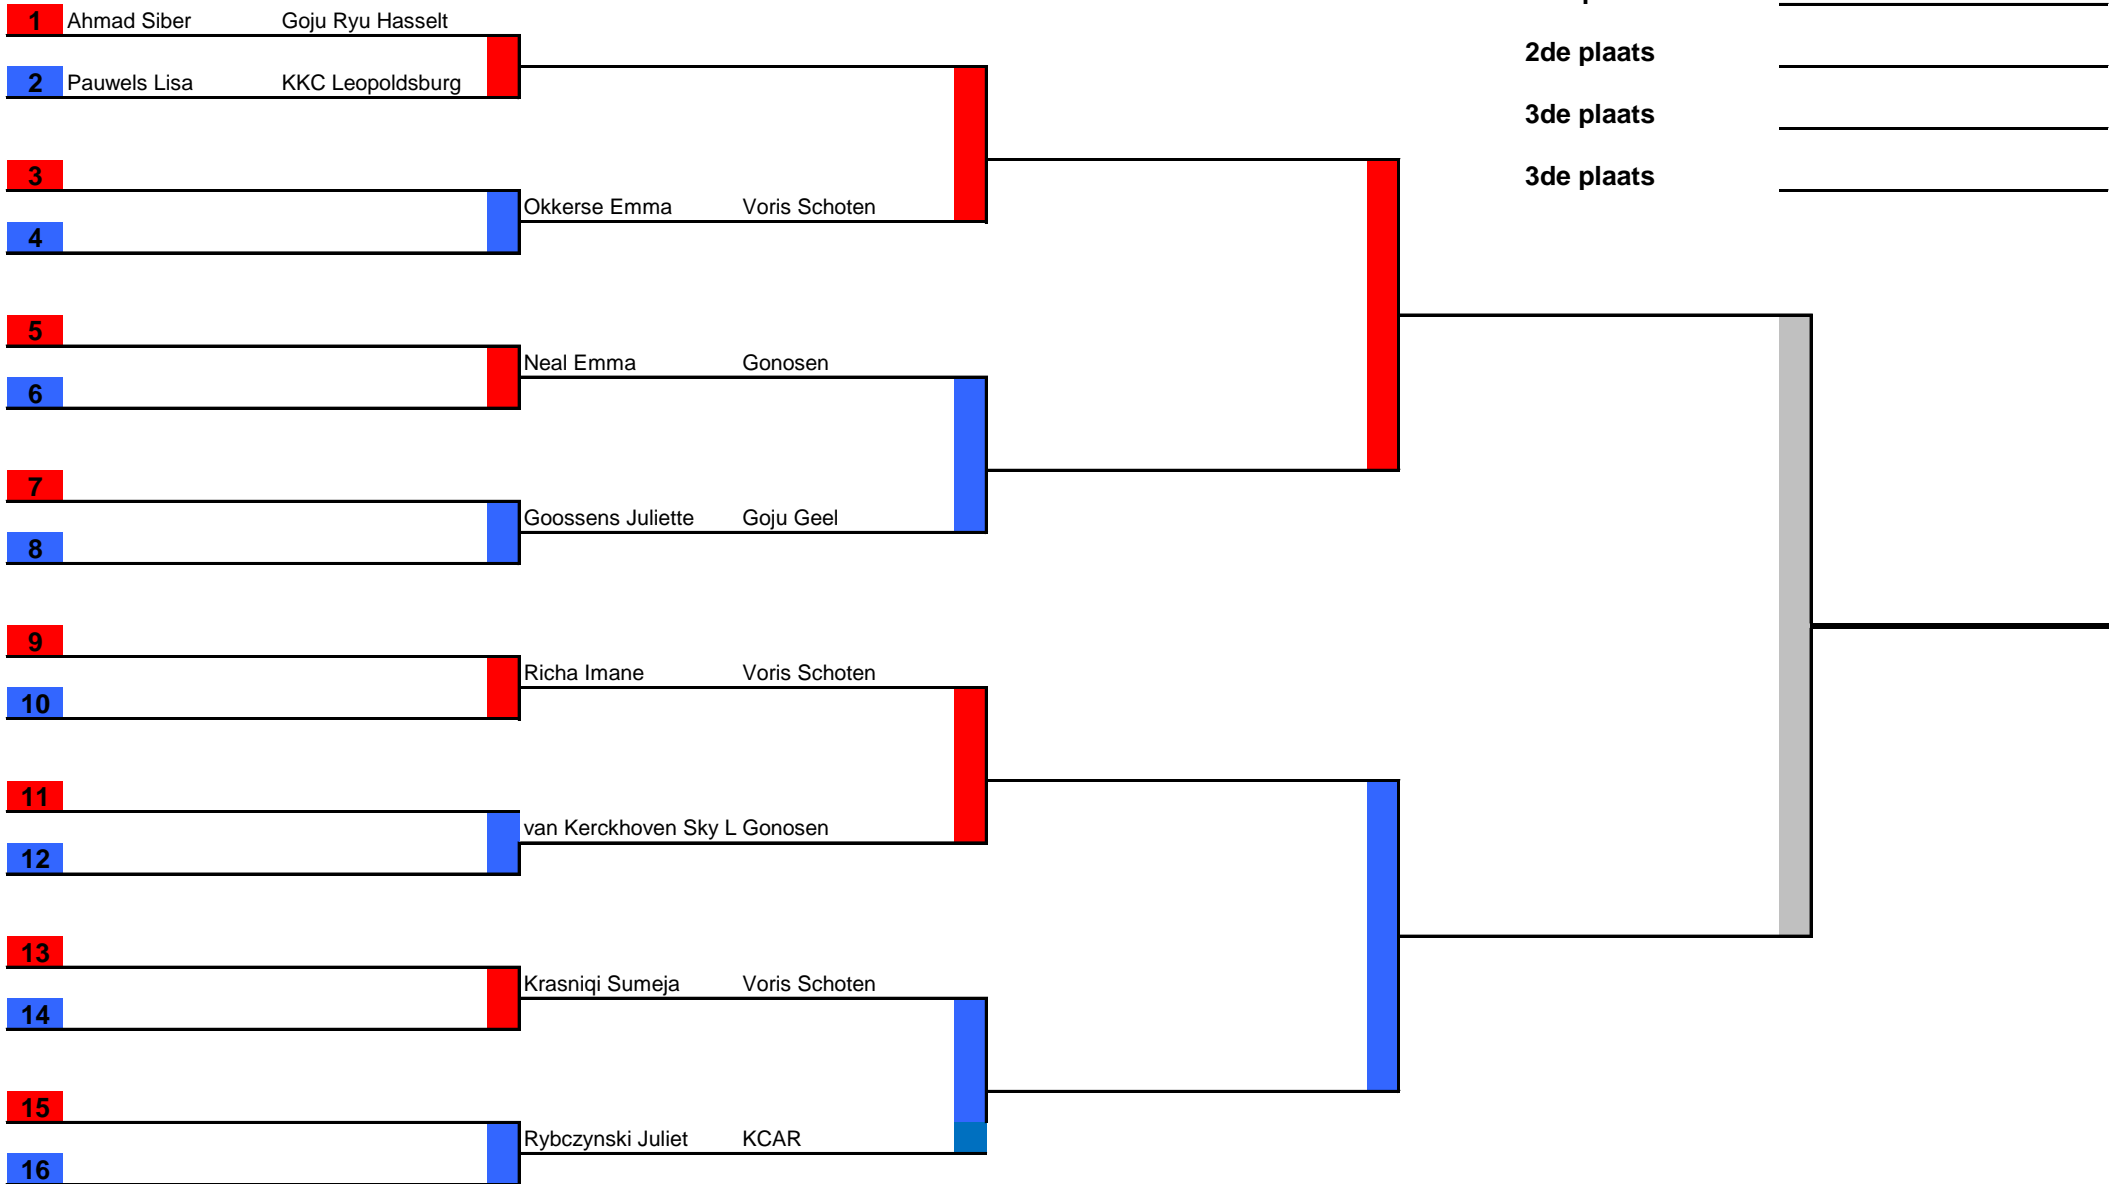 1 Ahmad Siber Goju Ryu Hasselt
2de plaats
2 Pauwels Lisa KKC Leopoldsburg
3de plaats
3
3de plaats
Okkerse Emma Voris Schoten
4
5
Neal Emma Gonosen
6
7
Goossens Juliette Goju Geel
8
9
Richa Imane Voris Schoten
10
11
van Kerckhoven Sky L Gonosen
12
13
Krasniqi Sumeja Voris Schoten
14
15
Rybczynski Juliet KCAR
16